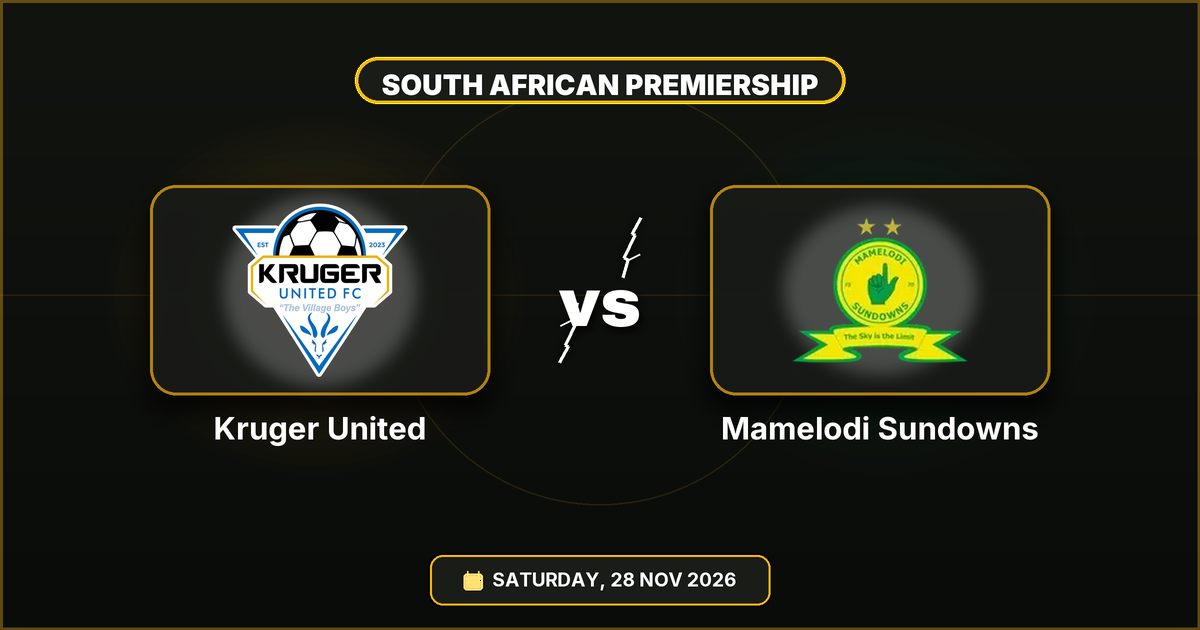 SOUTH AFRICAN PREMIERSHIP
EST
2023
KRUGER
UNITED FC
"The Village Boys"
vs
MAMELODI
SUNDOWNS
The Sky is the Limit
Kruger United
Mamelodi Sundowns
SATURDAY, 28 NOV 2026